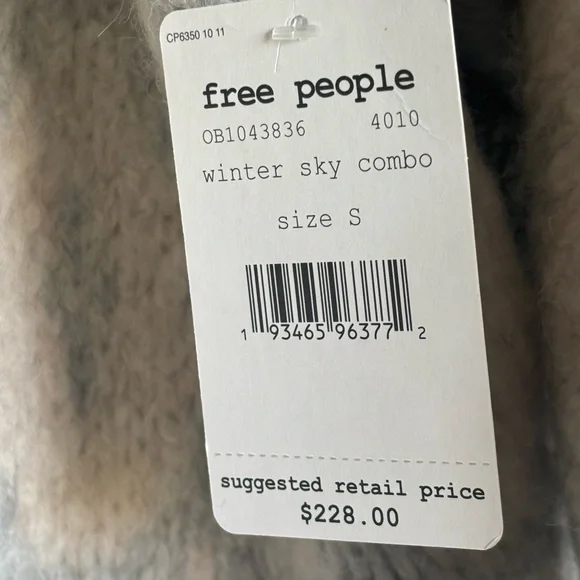 CP6350 10 11
free people
OB1043836 4010
winter sky combo
size S
1 93465 96377 2
suggested retail price
$228.00